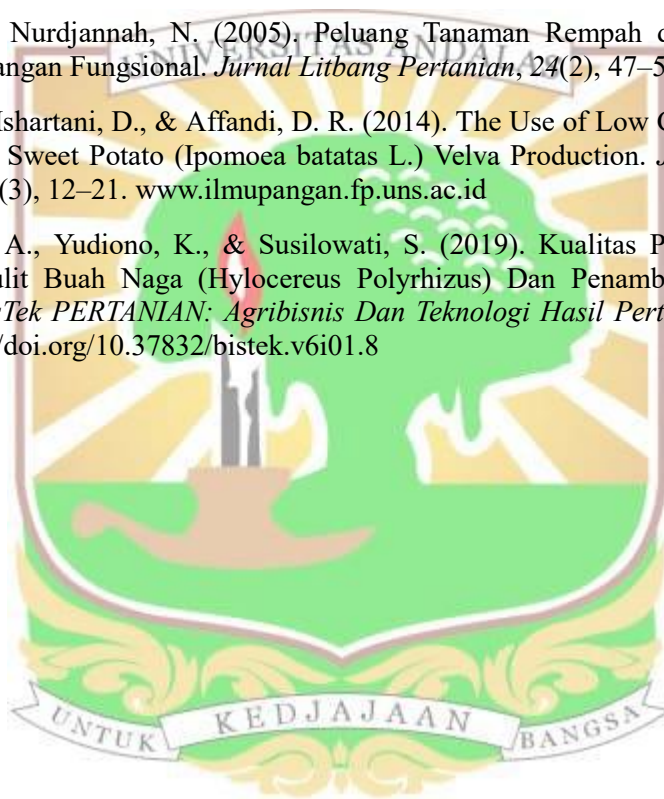 Nurdjannah, N. (2005). Peluang Tanaman Rempah d
angan Fungsional. Jurnal Litbang Pertanian, 24(2), 47–5
UNIVERSITAS ANDALAS
Ishartani, D., & Affandi, D. R. (2014). The Use of Low C
Sweet Potato (Ipomoea batatas L.) Velva Production. J
(3), 12–21. www.ilmupangan.fp.uns.ac.id
A., Yudiono, K., & Susilowati, S. (2019). Kualitas P
ulit Buah Naga (Hylocereus Polyrhizus) Dan Penamb
Tek PERTANIAN: Agribisnis Dan Teknologi Hasil Pert
/doi.org/10.37832/bistek.v6i01.8
UNTUK KEDJAJAAN BANGSA